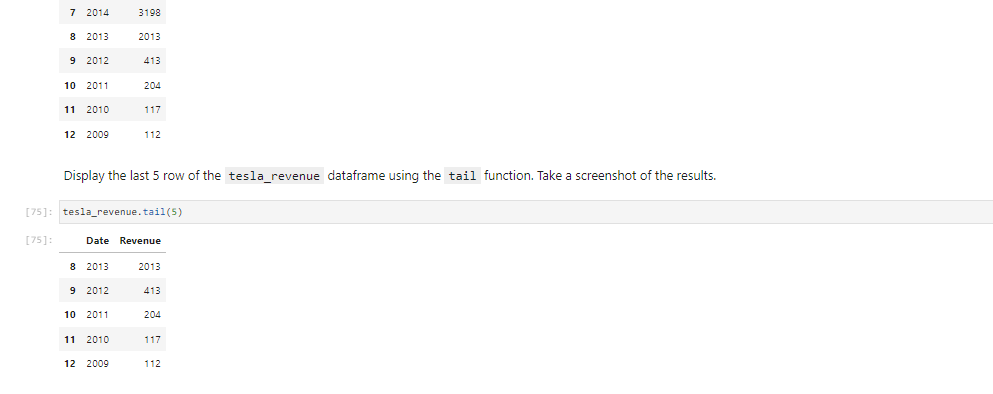 7 2014 3198
8 2013 2013
9 2012 413
10 2011 204
11 2010 117
12 2009 112
Display the last 5 row of the tesla_revenue dataframe using the tail function. Take a screenshot of the results.
[75]: tesla_revenue.tail(5)
[75]: Date Revenue
8 2013 2013
9 2012 413
10 2011 204
11 2010 117
12 2009 112